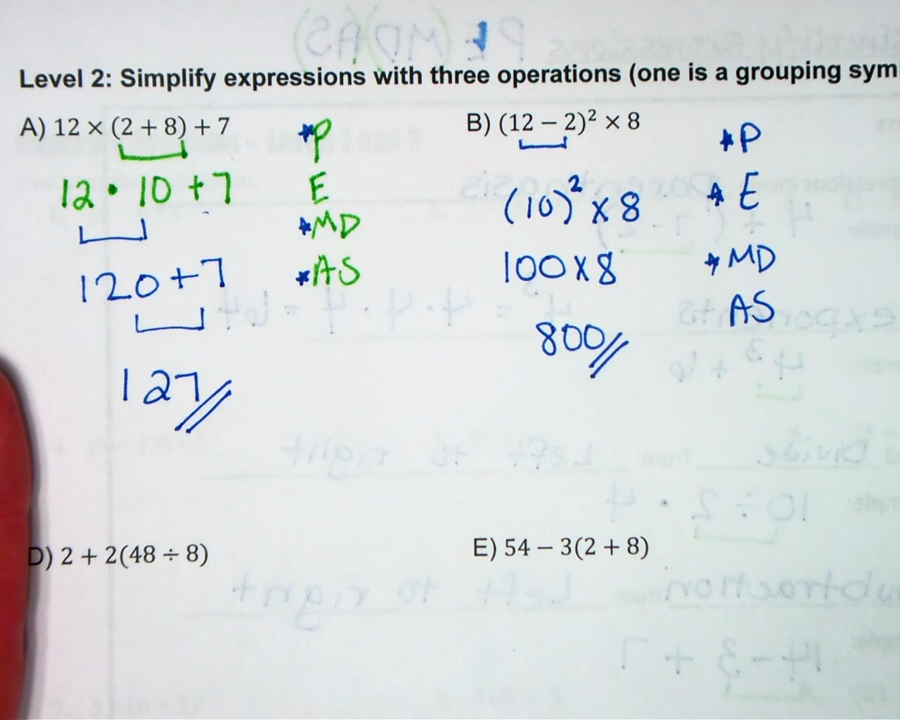 Level 2: Simplify expressions with three operations (one is a grouping sym
A) 12 × (2 + 8) + 7
12 • 10 + 7
120 + 7
127
*P
E
*MD
*AS
B) (12 − 2)² × 8
(10)² x 8
100 x 8
800
*P
*E
*MD
AS
D) 2 + 2(48 ÷ 8)
E) 54 − 3(2 + 8)